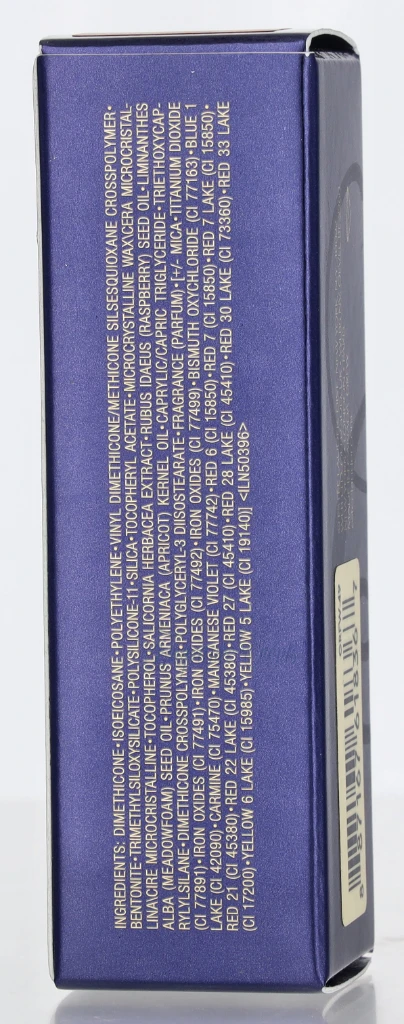 INGREDIENTS: DIMETHICONE•ISOEICOSANE•POLYETHYLENE•VINYL DIMETHICONE/METHICONE SILSESQUIOXANE CROSSPOLYMER•
BENTONITE•TRIMETHYLSILOXYSILICATE•POLYSILICONE-11•SILICA•TOCOPHERYL ACETATE•MICROCRYSTALLINE WAX\CERA MICROCRISTAL-
LINA\CIRE MICROCRISTALLINE•TOCOPHEROL•SALICORNIA HERBACEA EXTRACT•RUBUS IDAEUS (RASPBERRY) SEED OIL•LIMNANTHES
ALBA (MEADOWFOAM) SEED OIL•PRUNUS ARMENIACA (APRICOT) KERNEL OIL•CAPRYLIC/CAPRIC TRIGLYCERIDE•TRIETHOXYCAP-
RYLYLSILANE•DIMETHICONE CROSSPOLYMER•POLYGLYCERYL-3 DIISOSTEARATE•FRAGRANCE (PARFUM)•[+/- MICA•TITANIUM DIOXIDE
(CI 77891)•IRON OXIDES (CI 77491)•IRON OXIDES (CI 77492)•IRON OXIDES (CI 77499)•BISMUTH OXYCHLORIDE (CI 77163)•BLUE 1
LAKE (CI 42090)•CARMINE (CI 75470)•MANGANESE VIOLET (CI 77742)•RED 6 (CI 15850)•RED 7 (CI 15850)•RED 7 LAKE (CI 15850)•
RED 21 (CI 45380)•RED 22 LAKE (CI 45380)•RED 27 (CI 45410)•RED 28 LAKE (CI 45410)•RED 30 LAKE (CI 73360)•RED 33 LAKE
(CI 17200)•YELLOW 6 LAKE (CI 15985)•YELLOW 5 LAKE (CI 19140)] <ILN50396>